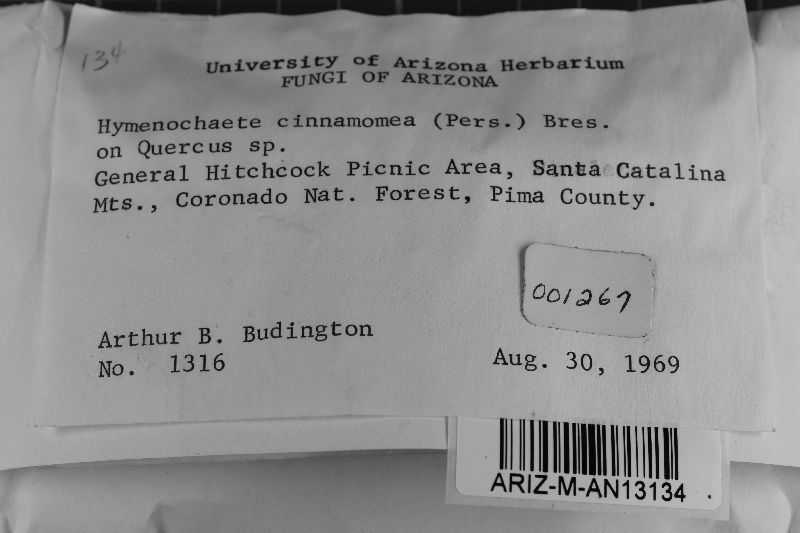 134
University of Arizona Herbarium
FUNGI OF ARIZONA
Hymenochaete cinnamomea (Pers.) Bres.
on Quercus sp.
General Hitchcock Picnic Area, Santa Catalina
Mts., Coronado Nat. Forest, Pima County.
001267
Arthur B. Budington
No. 1316
Aug. 30, 1969
ARIZ-M-AN13134